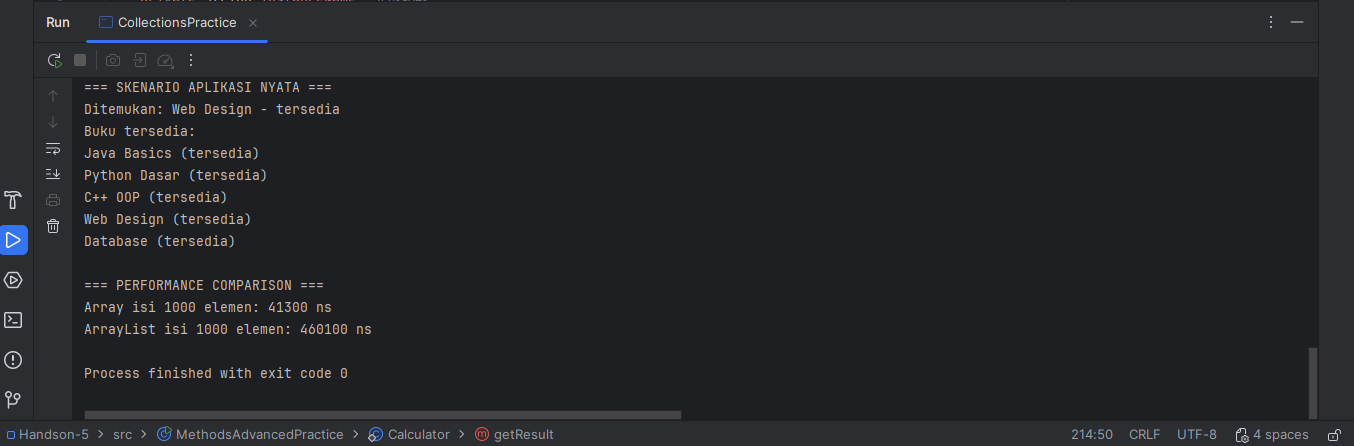 Run CollectionsPractice
=== SKENARIO APLIKASI NYATA ===
Ditemukan: Web Design - tersedia
Buku tersedia:
Java Basics (tersedia)
Python Dasar (tersedia)
C++ OOP (tersedia)
Web Design (tersedia)
Database (tersedia)
=== PERFORMANCE COMPARISON ===
Array isi 1000 elemen: 41300 ns
ArrayList isi 1000 elemen: 460100 ns
Process finished with exit code 0
Handson-5 > src > MethodsAdvancedPractice > Calculator > getResult 214:50 CRLF UTF-8 4 spaces